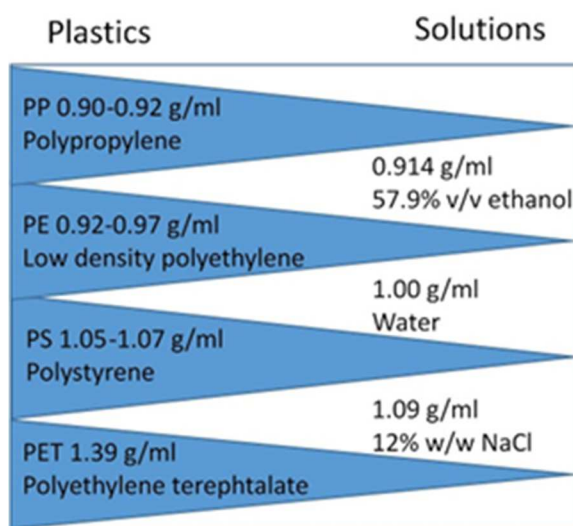 Plastics
Solutions
PP 0.90-0.92 g/ml
Polypropylene
0.914 g/ml
57.9% v/v ethanol
PE 0.92-0.97 g/ml
Low density polyethylene
1.00 g/ml
Water
PS 1.05-1.07 g/ml
Polystyrene
1.09 g/ml
12% w/w NaCl
PET 1.39 g/ml
Polyethylene terephtalate